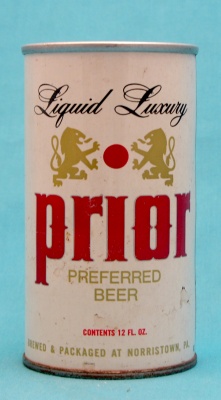 Liquid Luxury
prior
PREFERRED
BEER
CONTENTS 12 FL. OZ.
BREWED & PACKAGED AT NORRISTOWN, PA.